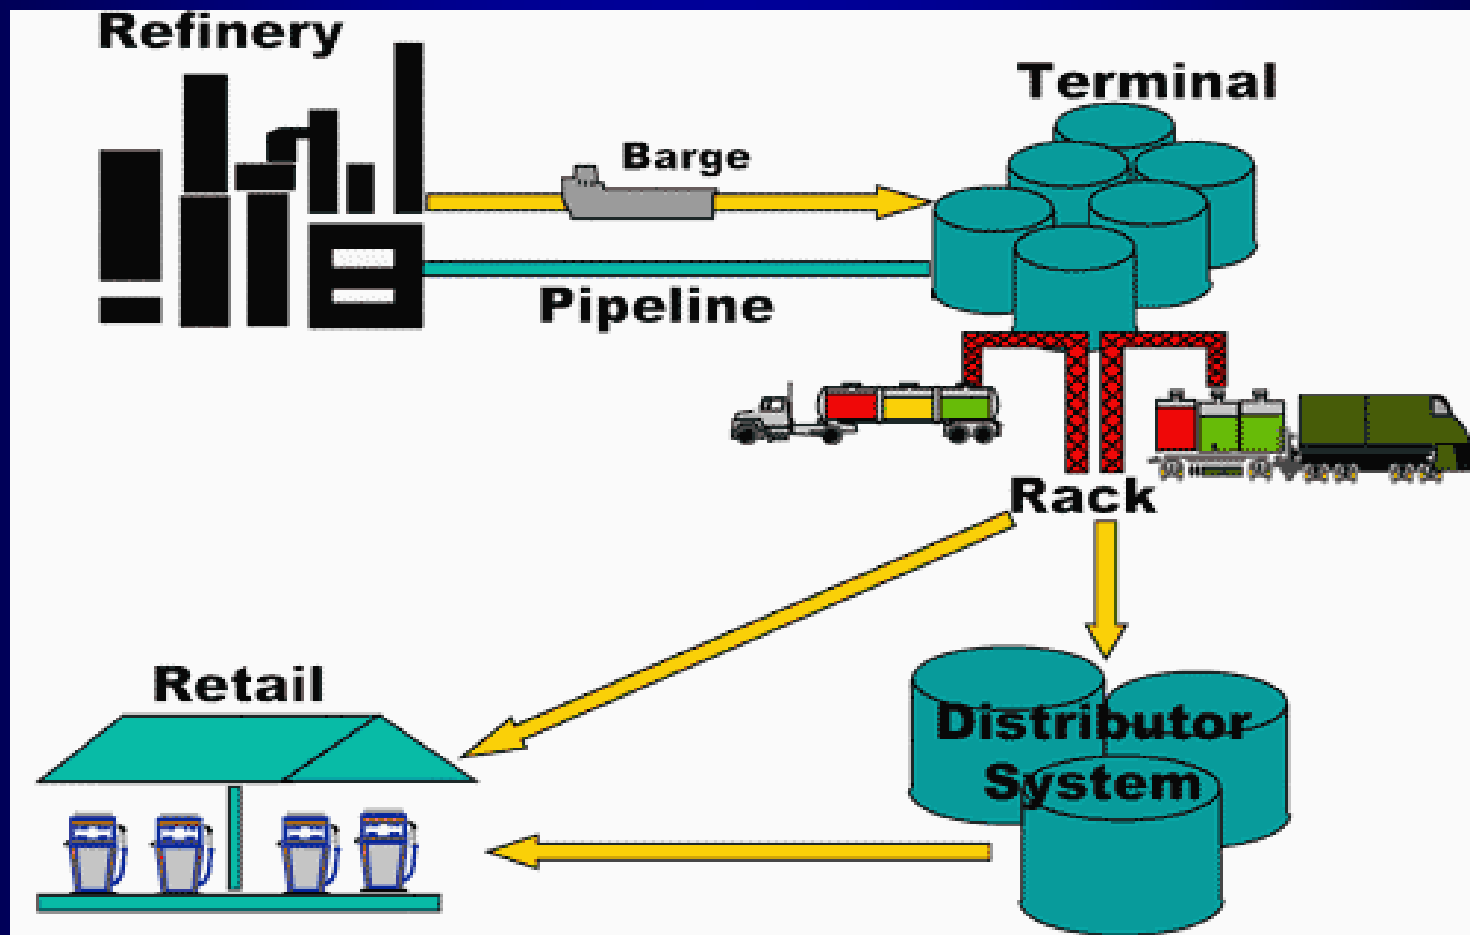 Refinery
Terminal
Barge
Pipeline
Rack
Retail
Distributor
System